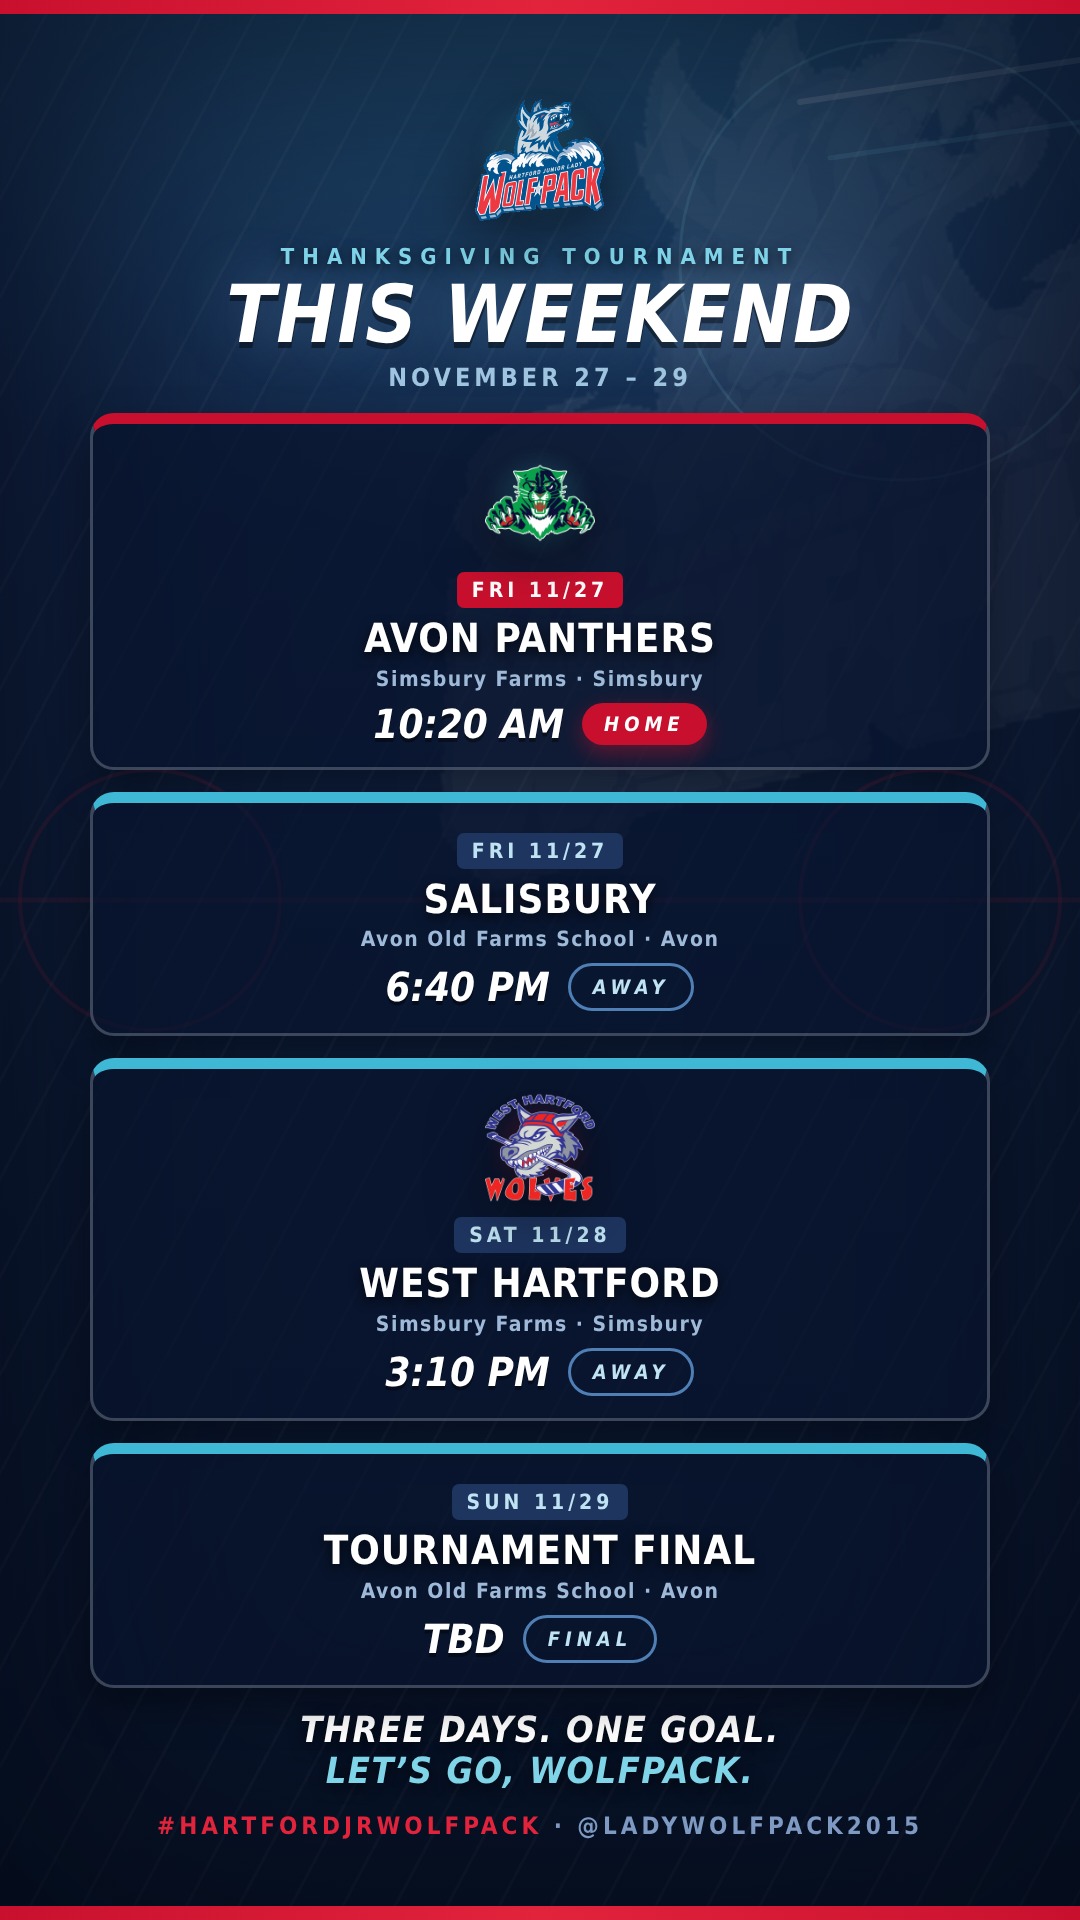 HARTFORD JUNIOR LADY
WOLFPACK
THANKSGIVING TOURNAMENT
THIS WEEKEND
NOVEMBER 27 – 29
FRI 11/27
AVON PANTHERS
Simsbury Farms · Simsbury
10:20 AM HOME
FRI 11/27
SALISBURY
Avon Old Farms School · Avon
6:40 PM AWAY
WEST HARTFORD
WOLVES
SAT 11/28
WEST HARTFORD
Simsbury Farms · Simsbury
3:10 PM AWAY
SUN 11/29
TOURNAMENT FINAL
Avon Old Farms School · Avon
TBD FINAL
THREE DAYS. ONE GOAL.
LET’S GO, WOLFPACK.
#HARTFORDJRWOLFPACK · @LADYWOLFPACK2015